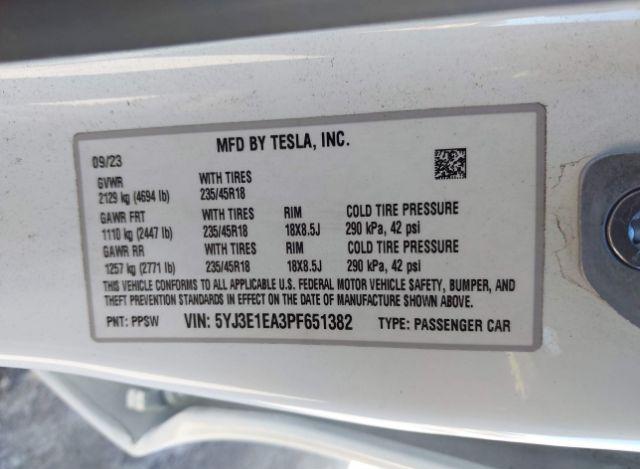 MFD BY TESLA, INC.
09/23
GVWR WITH TIRES
2129 kg (4694 lb) 235/45R18
GAWR FRT WITH TIRES RIM COLD TIRE PRESSURE
1110 kg (2447 lb) 235/45R18 18X8.5J 290 kPa, 42 psi
GAWR RR WITH TIRES RIM COLD TIRE PRESSURE
1257 kg (2771 lb) 235/45R18 18X8.5J 290 kPa, 42 psi
THIS VEHICLE CONFORMS TO ALL APPLICABLE U.S. FEDERAL MOTOR VEHICLE SAFETY, BUMPER, AND
THEFT PREVENTION STANDARDS IN EFFECT ON THE DATE OF MANUFACTURE SHOWN ABOVE.
PNT: PPSW VIN: 5YJ3E1EA3PF651382 TYPE: PASSENGER CAR